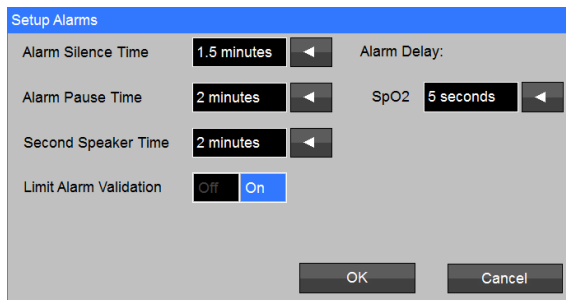 Setup Alarms
Alarm Silence Time 1.5 minutes Alarm Delay:
Alarm Pause Time 2 minutes SpO2 5 seconds
Second Speaker Time 2 minutes
Limit Alarm Validation Off On
OK Cancel